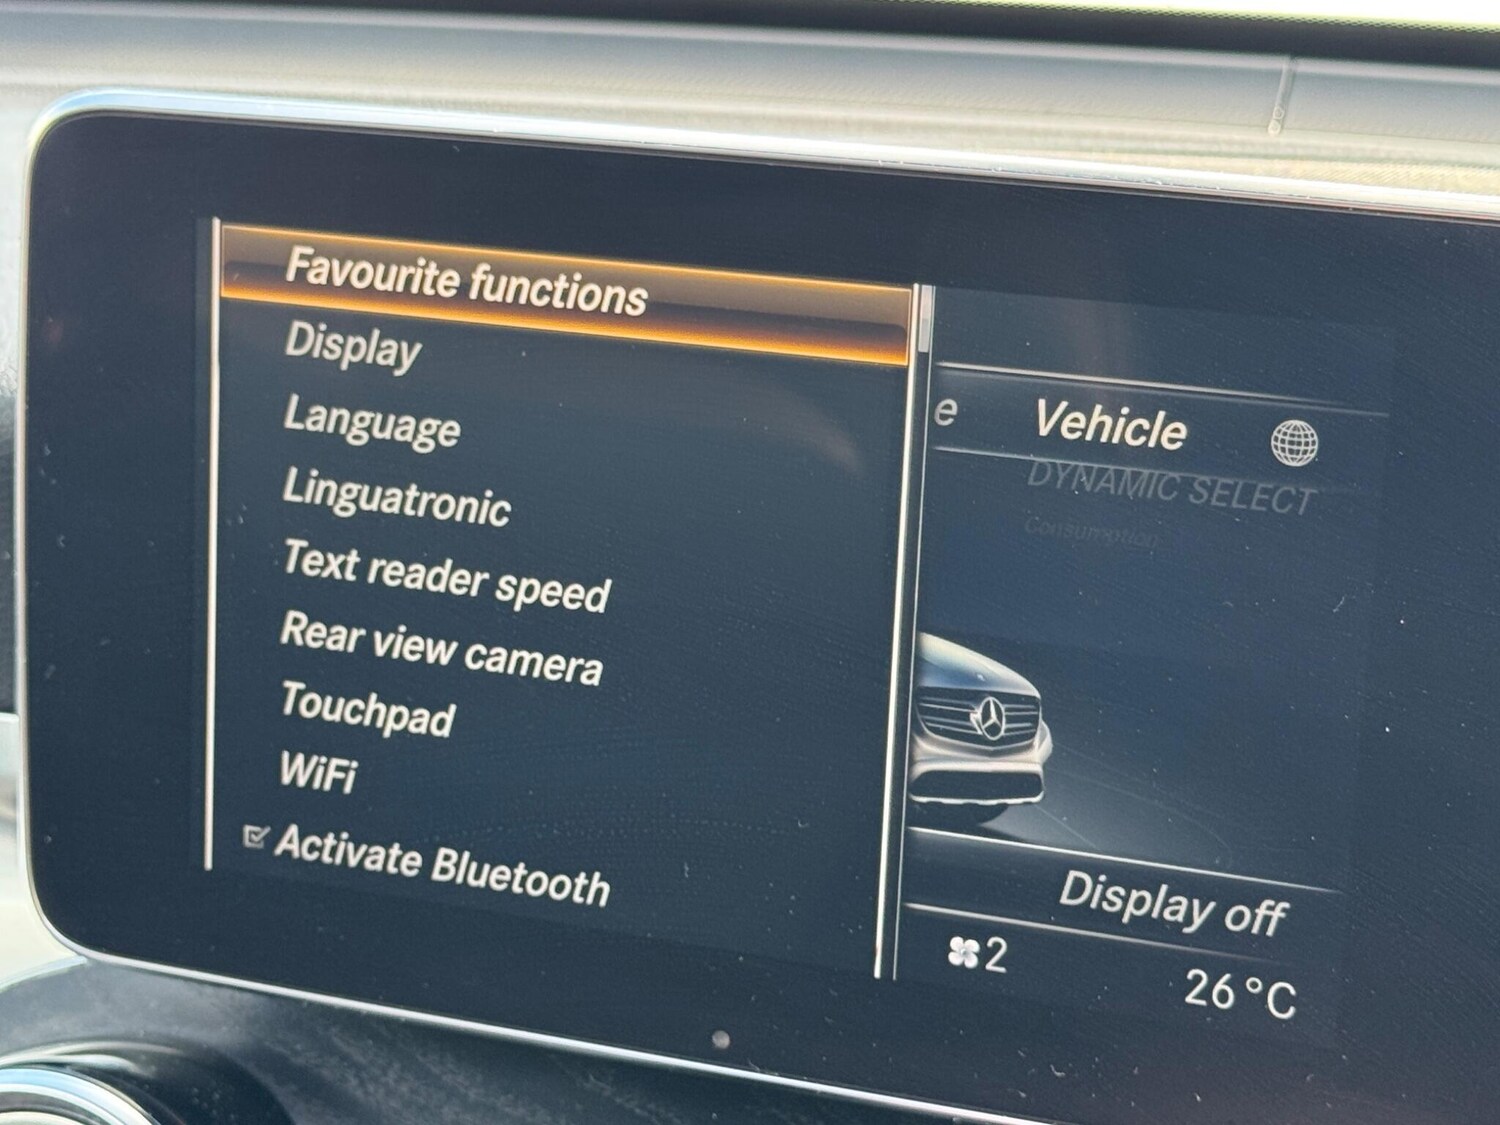 Favourite functions
Display
Language
Linguatronic
Text reader speed
Rear view camera
Touchpad
WiFi
Activate Bluetooth
e Vehicle
DYNAMIC SELECT
Consumption
Display off
2
26°C